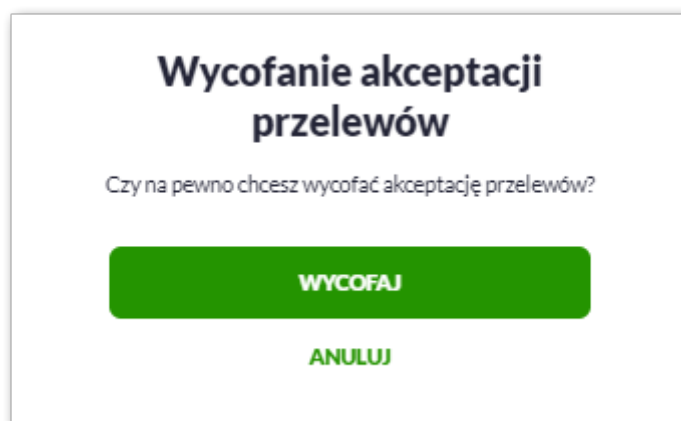 Wycofanie akceptacji
przelewów
Czy na pewno chcesz wycofać akceptację przelewów?
WYCOFAJ
ANULUJ